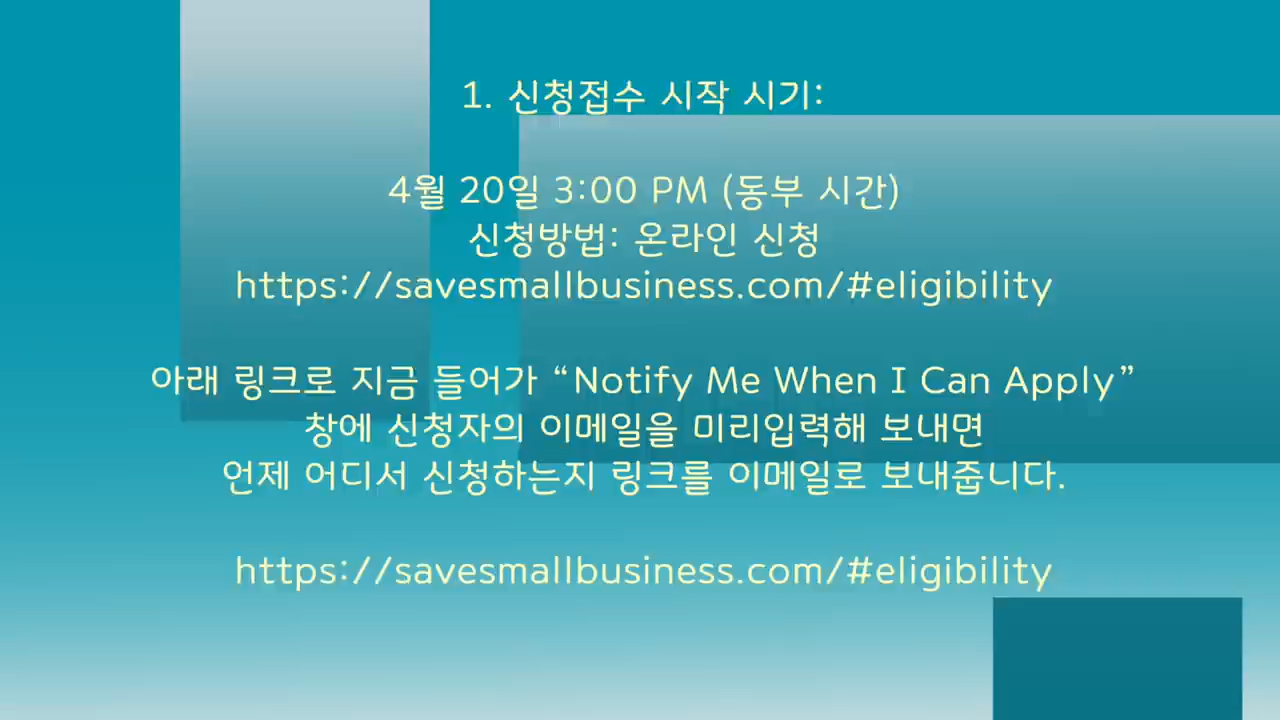 1. 신청접수 시작 시기:
4월 20일 3:00 PM (동부 시간)
신청방법: 온라인 신청
https://savesmallbusiness.com/#eligibility
아래 링크로 지금 들어가 “Notify Me When I Can Apply”
창에 신청자의 이메일을 미리입력해 보내면
언제 어디서 신청하는지 링크를 이메일로 보내줍니다.
https://savesmallbusiness.com/#eligibility